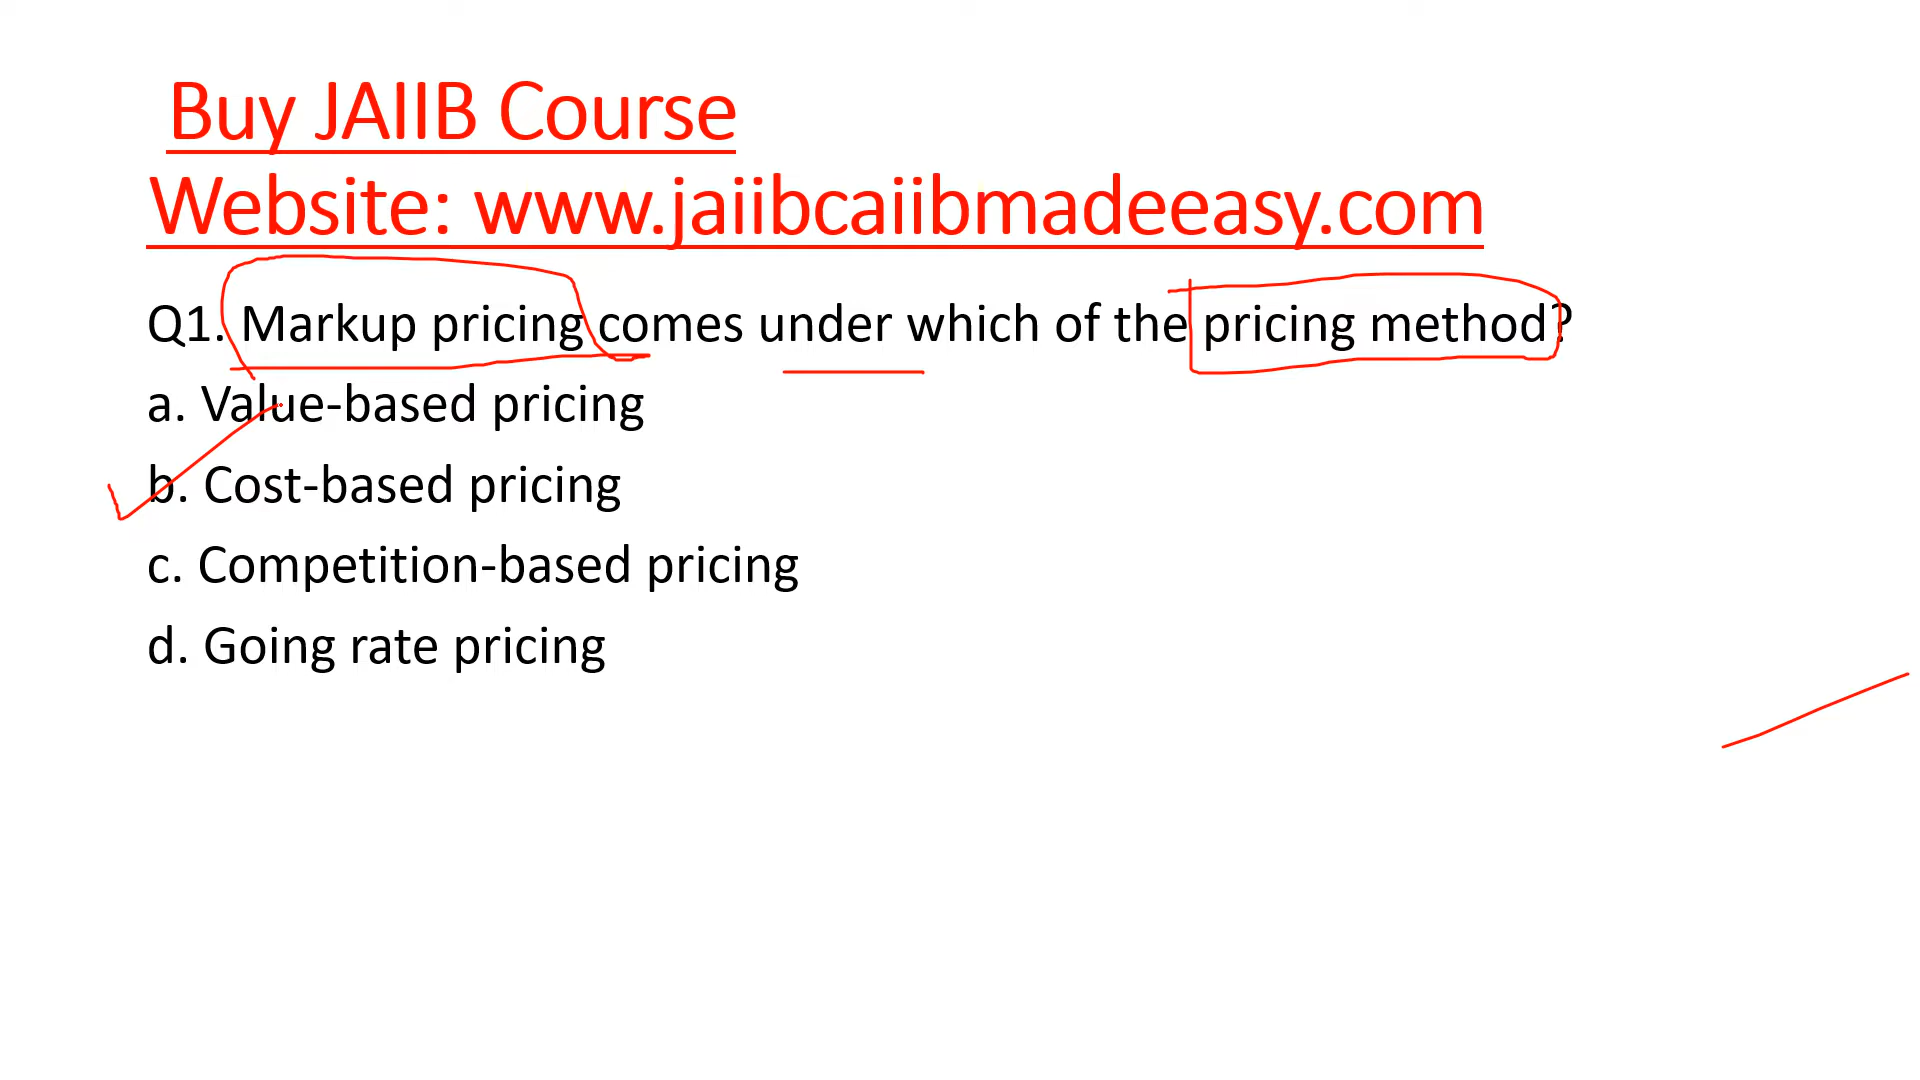 Buy JAIIB Course
Website: www.jaiibcaiibmadeeasy.com
Q1. Markup pricing comes under which of the pricing method?
a. Value-based pricing
b. Cost-based pricing
c. Competition-based pricing
d. Going rate pricing